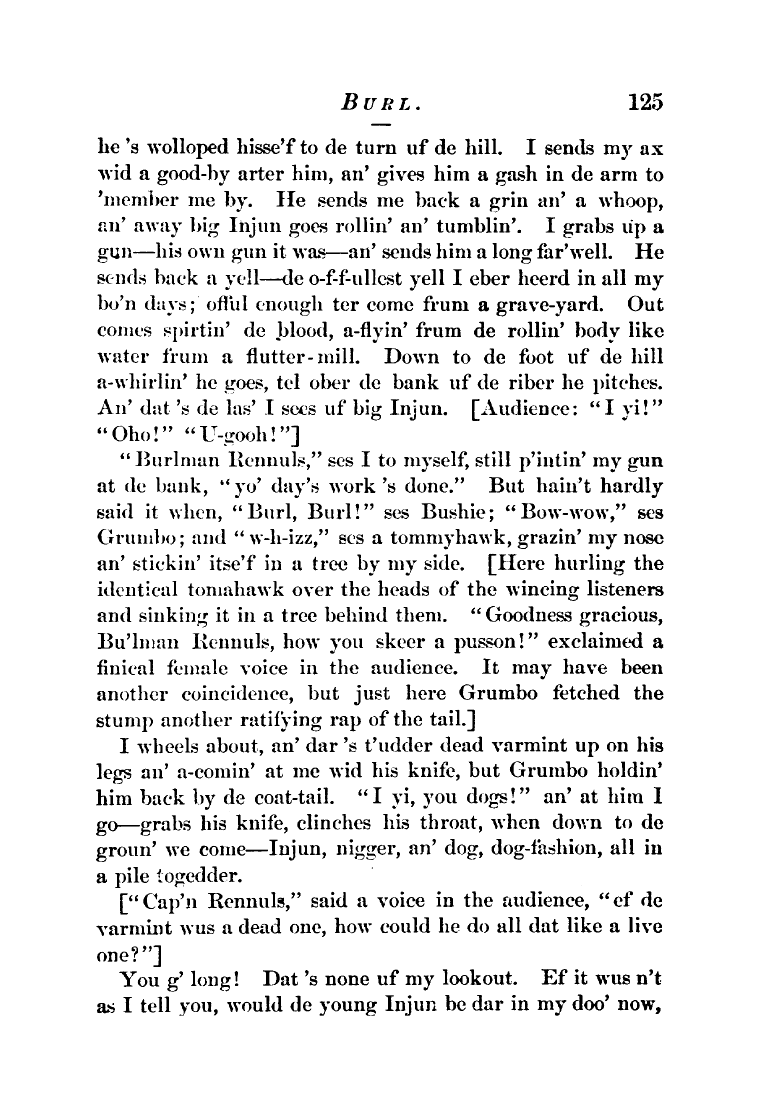 BURL. 125
he 's wolloped hisse'f to de turn uf de hill. I sends my ax
wid a good-by arter him, an' gives him a gash in de arm to
'member me by. He sends me back a grin an' a whoop,
an' away big Injun goes rollin' an' tumblin'. I grabs up a
gun—his own gun it was—an' sends him a long far'well. He
sends back a yell—de o-f-f-ullest yell I eber heerd in all my
bo'n days; offul enough ter come frum a grave-yard. Out
comes spirtin' de blood, a-flyin' frum de rollin' body like
water frum a flutter-mill. Down to de foot uf de hill
a-whirlin' he goes, tel ober de bank uf de riber he pitches.
An' dat 's de las' I sees uf big Injun. [Audience: "I yi!"
"Oho!" "U-gooh!"]
"Burlman Rennuls," ses I to myself, still p'intin' my gun
at de bank, "yo' day's work 's done." But hain't hardly
said it when, "Burl, Burl!" ses Bushie; "Bow-wow," ses
Grumbo; and "w-h-izz," ses a tommyhawk, grazin' my nose
an' stickin' itse'f in a tree by my side. [Here hurling the
identical tomahawk over the heads of the wincing listeners
and sinking it in a tree behind them. "Goodness gracious,
Bu'lman Rennuls, how you skeer a pusson!" exclaimed a
finical female voice in the audience. It may have been
another coincidence, but just here Grumbo fetched the
stump another ratifying rap of the tail.]
I wheels about, an' dar 's t'udder dead varmint up on his
legs an' a-comin' at me wid his knife, but Grumbo holdin'
him back by de coat-tail. "I yi, you dogs!" an' at him I
go—grabs his knife, clinches his throat, when down to de
groun' we come—Injun, nigger, an' dog, dog-fashion, all in
a pile togedder.
["Cap'n Rennuls," said a voice in the audience, "ef de
varmint wus a dead one, how could he do all dat like a live
one?"]
You g' long! Dat 's none uf my lookout. Ef it wus n't
as I tell you, would de young Injun be dar in my doo' now,